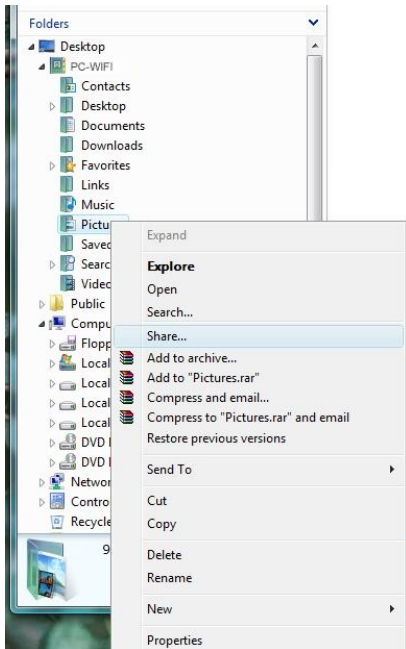 Folders
Desktop
PC-WIFI
Contacts
Desktop
Documents
Downloads
Favorites
Links
Music
Pictu
Saved
Searc
Videc
Public
Compu
Flopp
Local
Local
Local
Local
DVD
DVD
Networ
Contro
Recycle
9
Expand
Explore
Open
Search...
Share...
Add to archive...
Add to "Pictures.rar"
Compress and email...
Compress to "Pictures.rar" and email
Restore previous versions
Send To
Cut
Copy
Delete
Rename
New
Properties